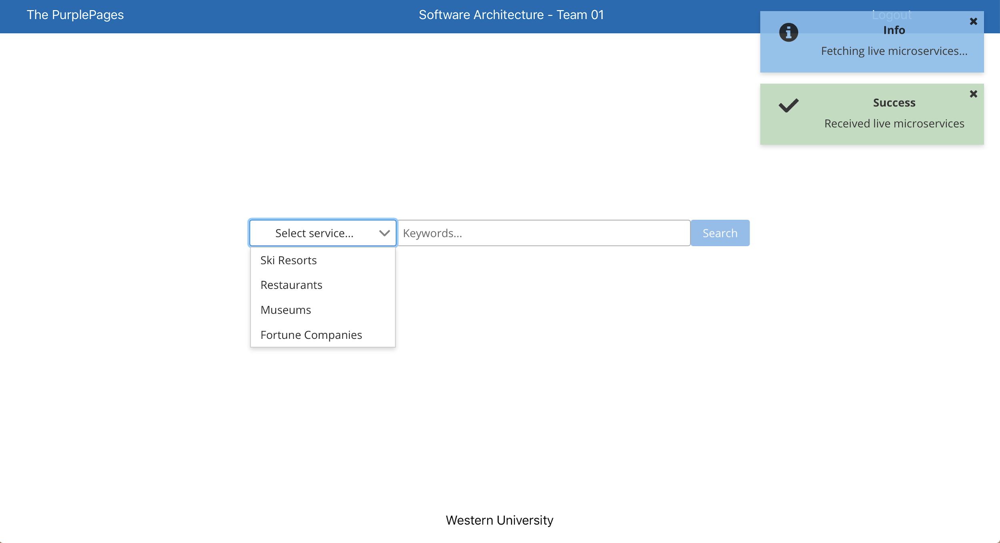 The PurplePages
Software Architecture - Team 01
Logout
Info
Fetching live microservices...
Success
Received live microservices
Select service...
Keywords...
Search
Ski Resorts
Restaurants
Museums
Fortune Companies
Western University